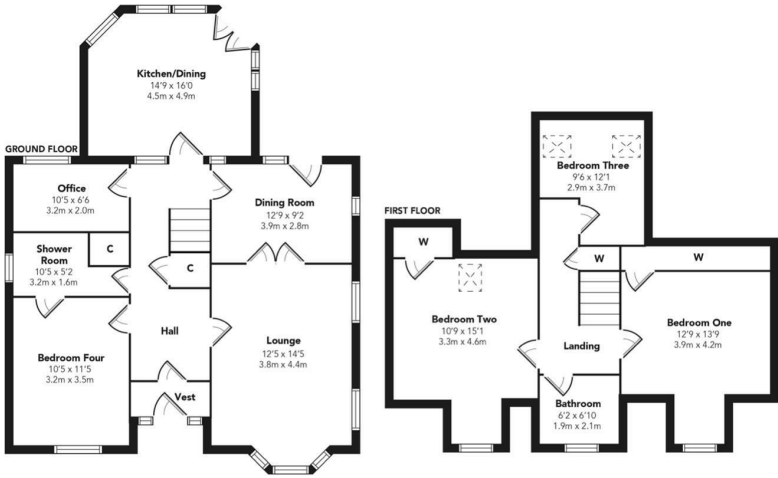 Kitchen/Dining
14'9 x 16'0
4.5m x 4.9m
GROUND FLOOR
Office
10'5 x 6'6
3.2m x 2.0m
Dining Room
12'9 x 9'2
3.9m x 2.8m
Shower
Room
10'5 x 5'2
3.2m x 1.6m
C
C
Hall
Lounge
12'5 x 14'5
3.8m x 4.4m
Bedroom Four
10'5 x 11'5
3.2m x 3.5m
Vest
FIRST FLOOR
Bedroom Three
9'6 x 12'1
2.9m x 3.7m
W
W
W
Bedroom Two
10'9 x 15'1
3.3m x 4.6m
Bedroom One
12'9 x 13'9
3.9m x 4.2m
Landing
Bathroom
6'2 x 6'10
1.9m x 2.1m